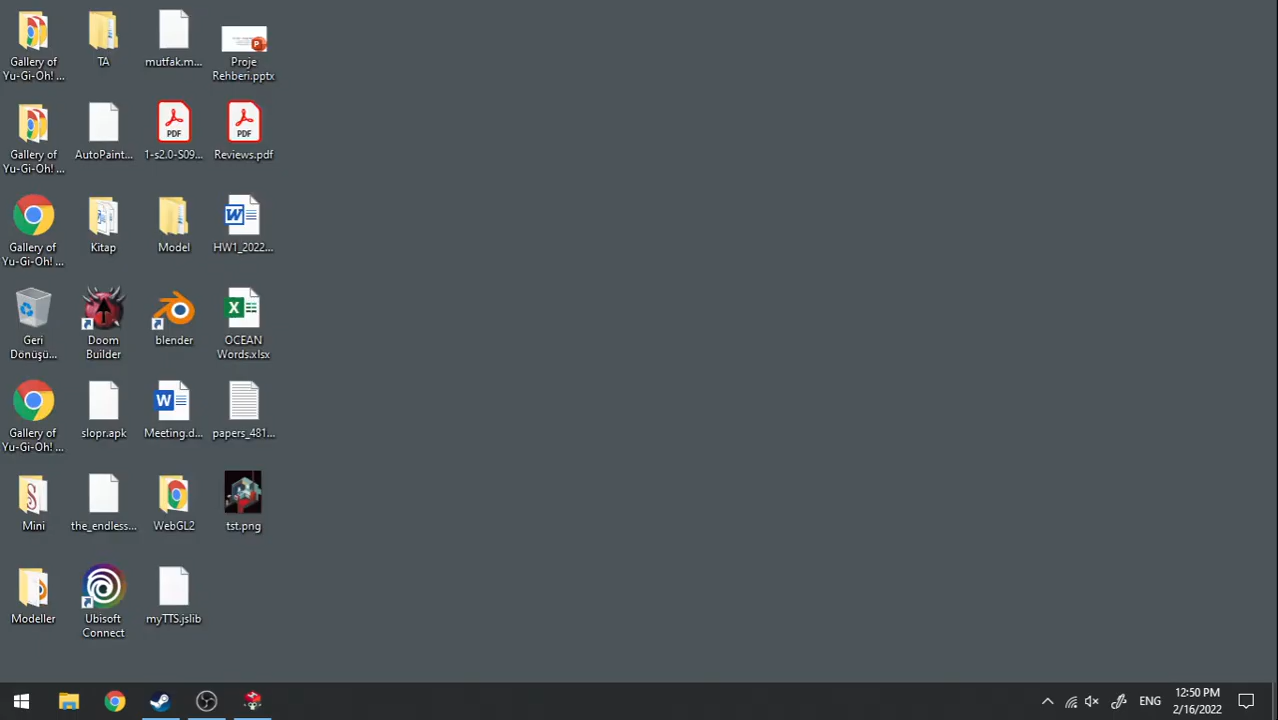 Gallery of
Yu-Gi-Oh! ...
TA
mutfak.m...
Proje
Rehberi.pptx
Gallery of
Yu-Gi-Oh! ...
AutoPaint...
PDF
1-s2.0-S09...
PDF
Reviews.pdf
Gallery of
Yu-Gi-Oh! ...
Kitap
Model
HW1_2022...
Geri
Dönüşü...
Doom
Builder
blender
OCEAN
Words.xlsx
Gallery of
Yu-Gi-Oh! ...
slopr.apk
Meeting.d...
papers_481...
Mini
the_endless...
WebGL2
tst.png
Modeller
Ubisoft
Connect
myTTS.jslib
ENG
12:50 PM
2/16/2022